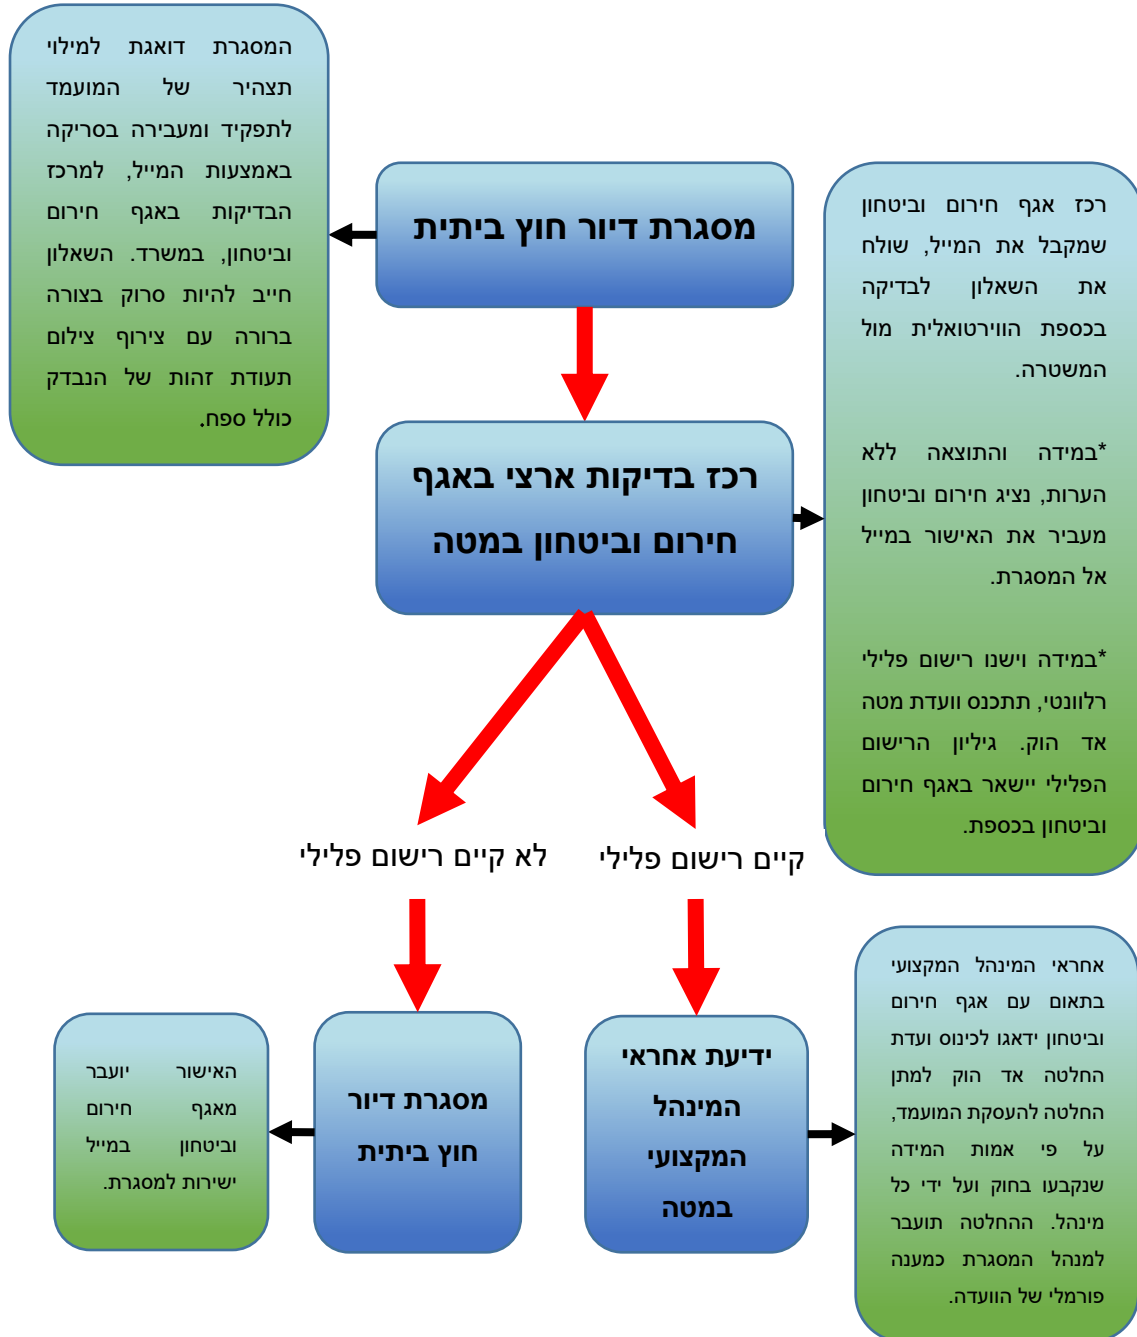 המסגרת דואגת למילוי
תצהיר של המועמד
לתפקיד ומעבירה בסריקה
באמצעות המייל, למרכז
הבדיקות באגף חירום
וביטחון, במשרד. השאלון
חייב להיות סרוק בצורה
ברורה עם צירוף צילום
תעודת זהות של הנבדק
כולל ספח.
מסגרת דיור חוץ ביתית
רכז אגף חירום וביטחון
שמקבל את המייל, שולח
את השאלון לבדיקה
בכספת הווירטואלית מול
המשטרה.
*במידה והתוצאה ללא
הערות, נציג חירום וביטחון
מעביר את האישור במייל
אל המסגרת.
*במידה וישנו רישום פלילי
רלוונטי, תתכנס וועדת מטה
אד הוק. גיליון הרישום
הפלילי יישאר באגף חירום
וביטחון בכספת.
רכז בדיקות ארצי באגף
חירום וביטחון במטה
קיים רישום פלילי
לא קיים רישום פלילי
אחראי המינהל המקצועי
בתאום עם אגף חירום
וביטחון ידאגו לכינוס ועדת
החלטה אד הוק למתן
החלטה להעסקת המועמד,
על פי אמות המידה
שנקבעו בחוק ועל ידי כל
מינהל. ההחלטה תועבר
למנהל המסגרת כמענה
פורמלי של הוועדה.
ידיעת אחראי
המינהל
המקצועי
במטה
מסגרת דיור
חוץ ביתית
האישור יועבר
מאגף חירום
וביטחון במייל
ישירות למסגרת.